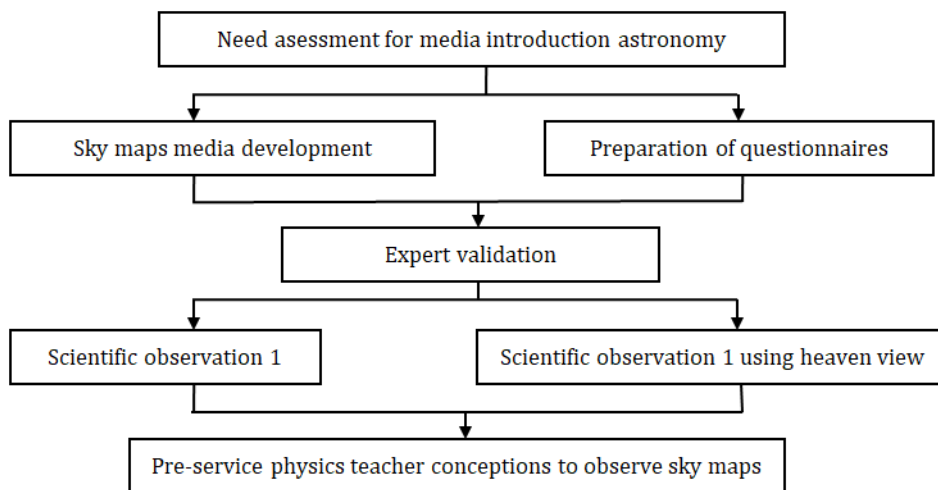 Need asessment for media introduction astronomy
Sky maps media development
Preparation of questionnaires
Expert validation
Scientific observation 1
Scientific observation 1 using heaven view
Pre-service physics teacher conceptions to observe sky maps